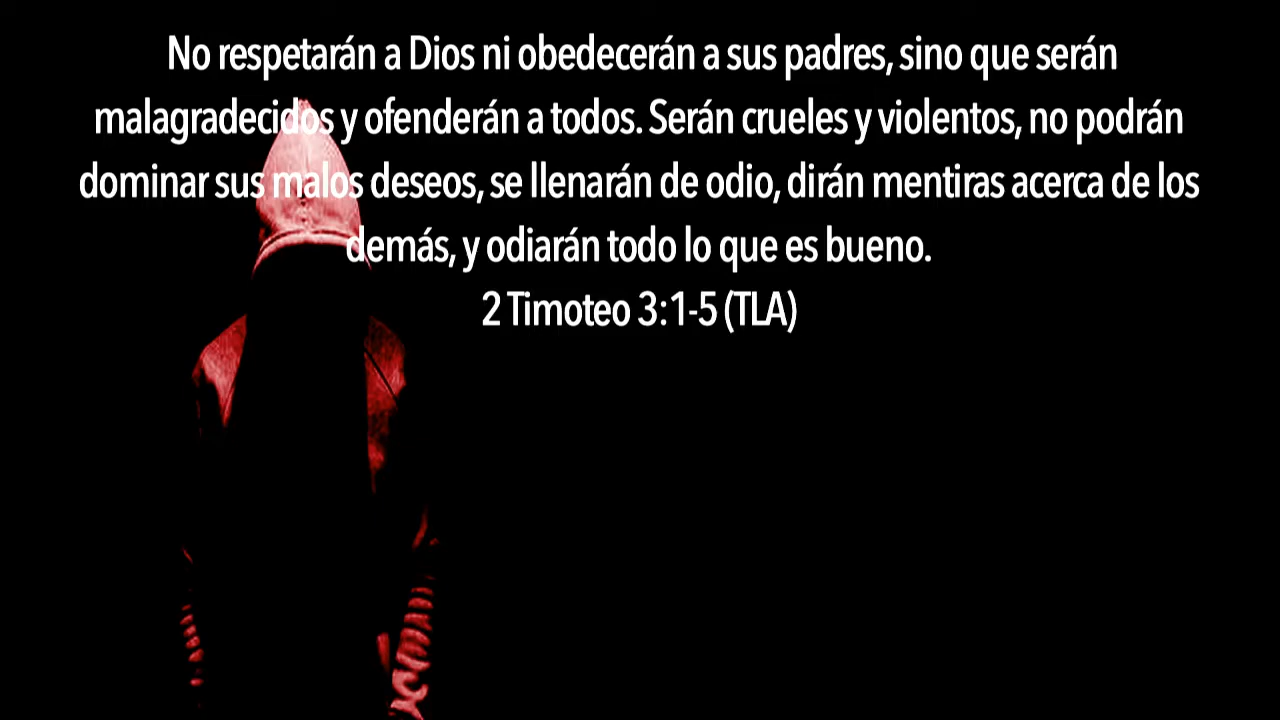 No respetarán a Dios ni obedecerán a sus padres, sino que serán
malagradecidos y ofenderán a todos. Serán crueles y violentos, no podrán
dominar sus malos deseos, se llenarán de odio, dirán mentiras acerca de los
demás, y odiarán todo lo que es bueno.
2 Timoteo 3:1-5 (TLA)